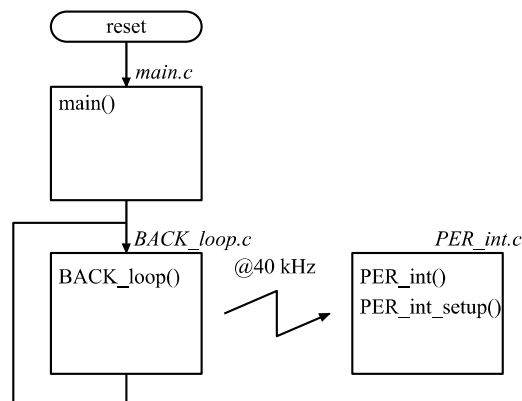 reset
main.c
main()
BACK_loop.c
BACK_loop()
@40 kHz
PER_int.c
PER_int()
PER_int_setup()